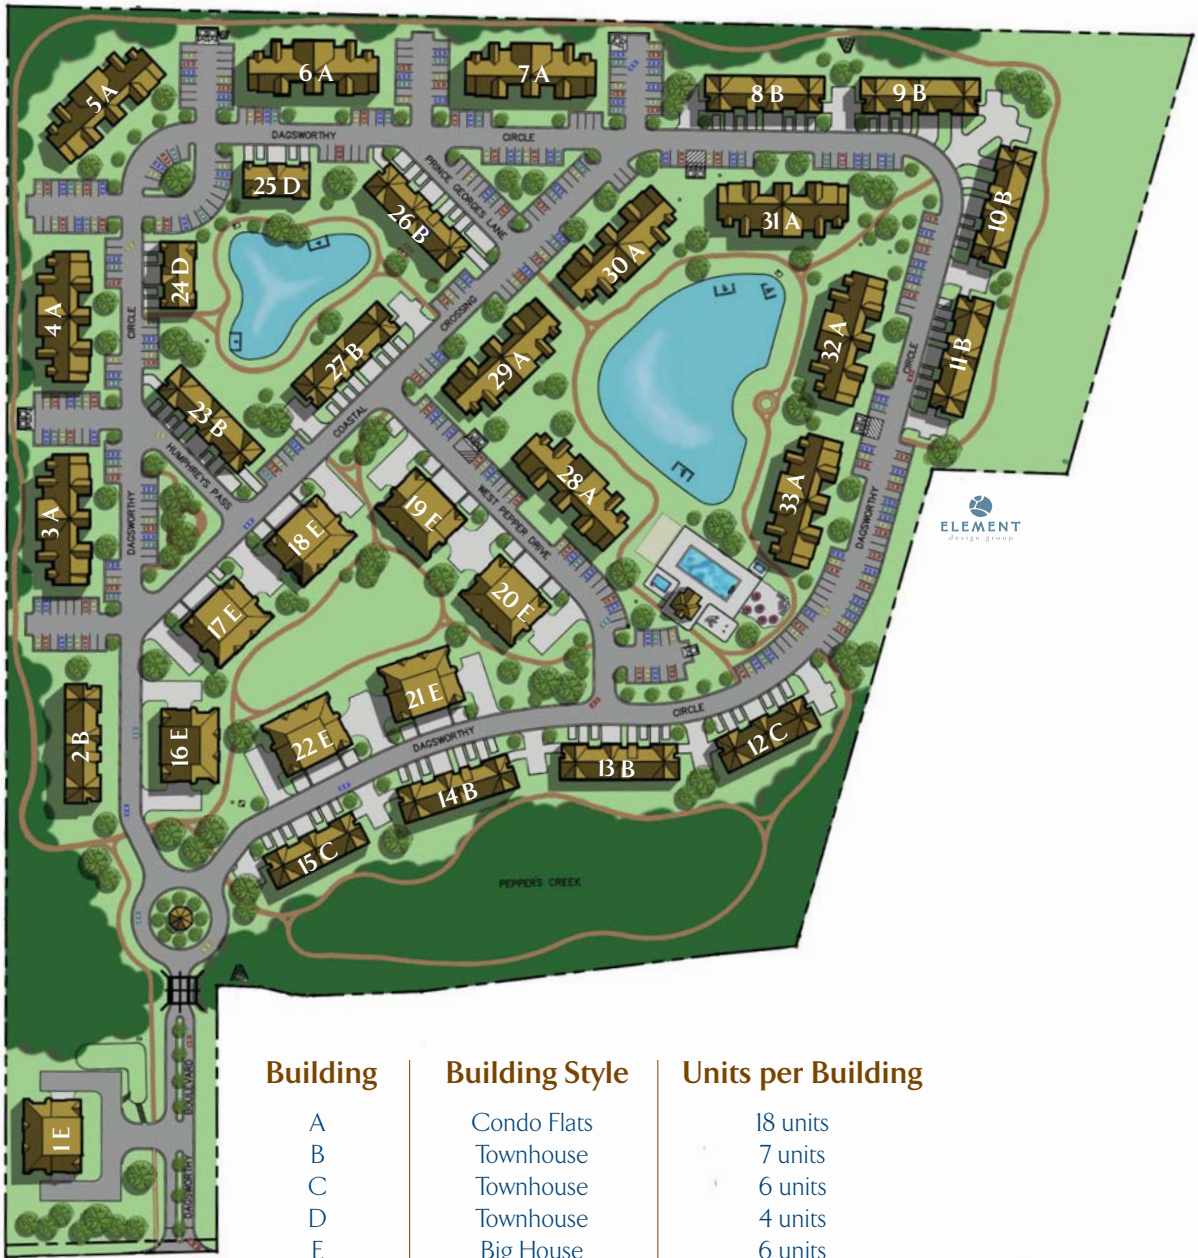 5 A
6 A
7 A
8 B
9 B
DAGSWORTHY
CIRCLE
PRINCE GEORGES LANE
25 D
26 B
31 A
10 B
30 A
24 D
4 A
CIRCLE
CROSSING
27 B
29 A
32 A
CIRCLE
11 B
23 B
COASTAL
HUMPHREYS PASS
28 A
33 A
3 A
DAGSWORTHY
18 E
19 E
WEST PEPPER DRIVE
DAGSWORTHY
ELEMENT
design group
17 E
20 E
21 E
2 B
16 E
22 E
DAGSWORTHY
CIRCLE
12 C
13 B
14 B
15 C
PEPPER'S CREEK
BOULEVARD
1 E
DAGSWORTHY
Building Building Style Units per Building
A Condo Flats 18 units
B Townhouse 7 units
C Townhouse 6 units
D Townhouse 4 units
E Big House 6 units